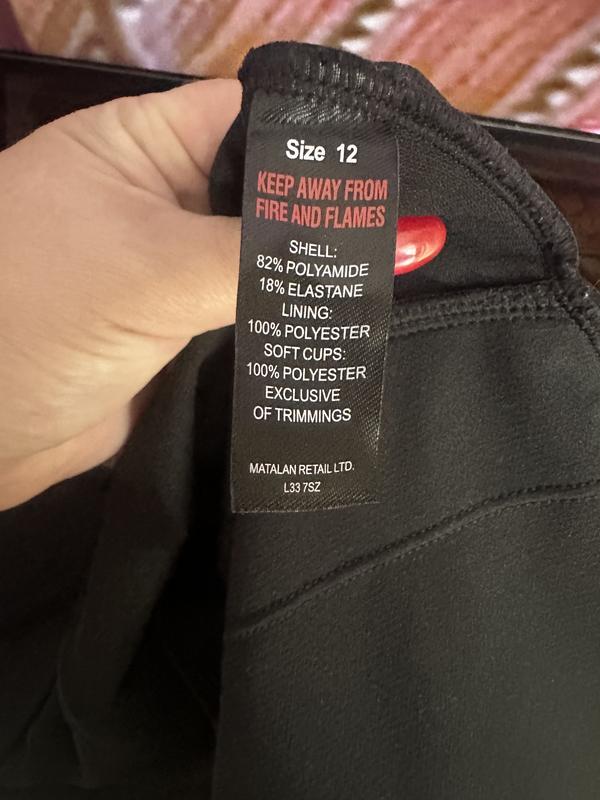 Size 12
KEEP AWAY FROM
FIRE AND FLAMES
SHELL:
82% POLYAMIDE
18% ELASTANE
LINING:
100% POLYESTER
SOFT CUPS:
100% POLYESTER
EXCLUSIVE
OF TRIMMINGS
MATALAN RETAIL LTD.
L33 7SZ